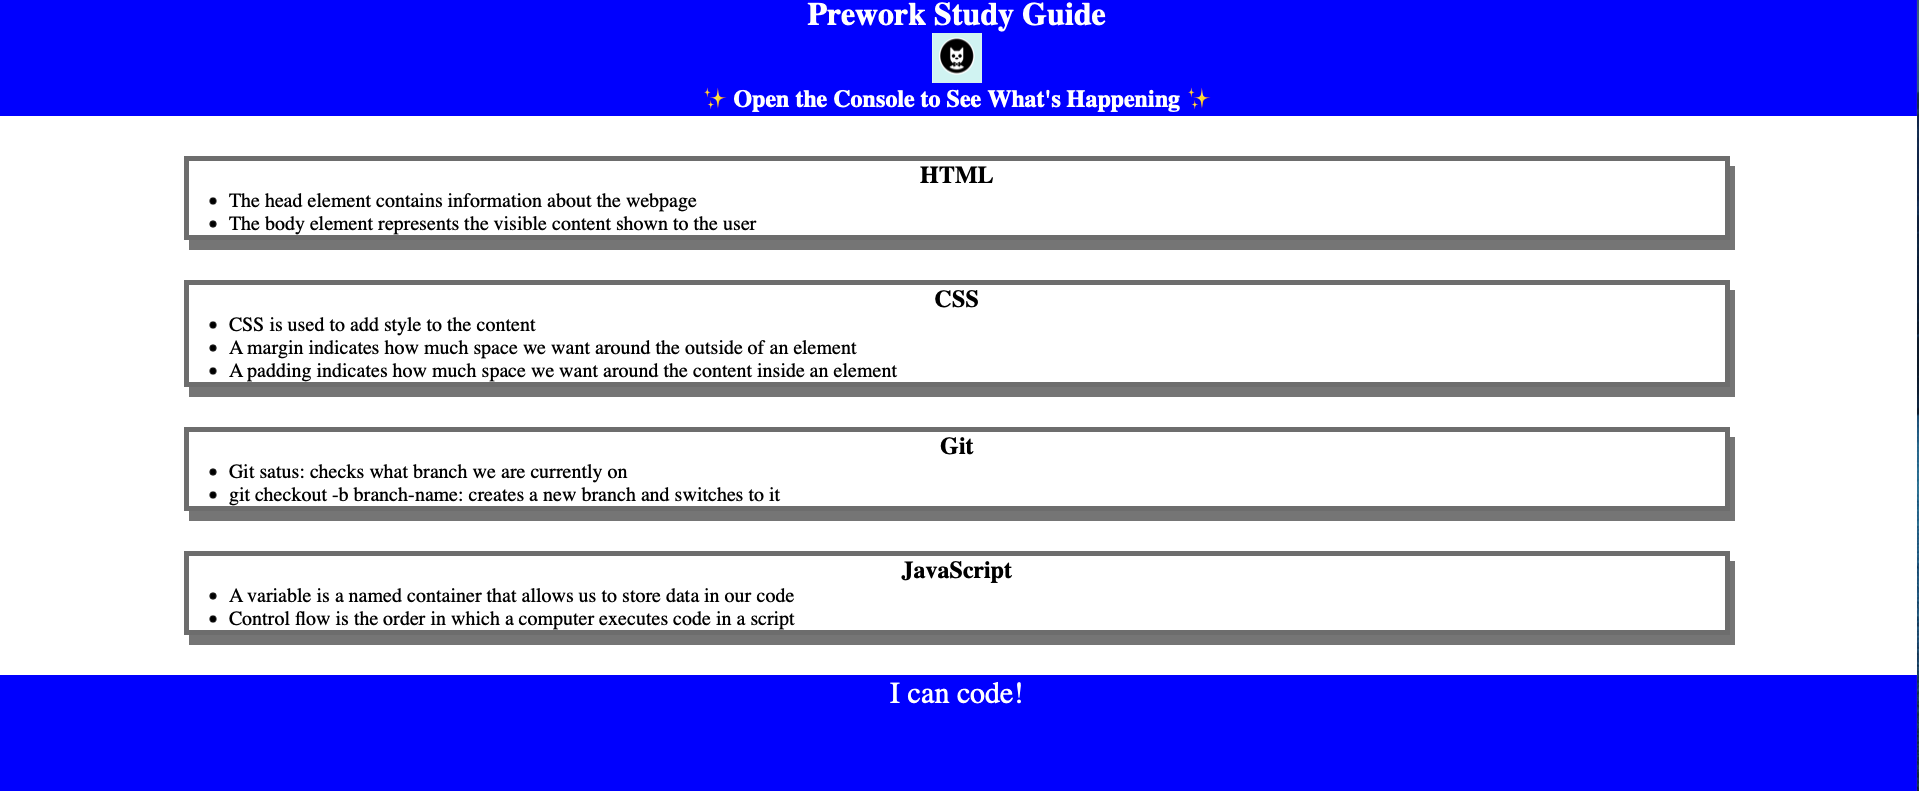 Prework Study Guide
✨ Open the Console to See What's Happening ✨
HTML
• The head element contains information about the webpage
• The body element represents the visible content shown to the user
CSS
• CSS is used to add style to the content
• A margin indicates how much space we want around the outside of an element
• A padding indicates how much space we want around the content inside an element
Git
• Git satus: checks what branch we are currently on
• git checkout -b branch-name: creates a new branch and switches to it
JavaScript
• A variable is a named container that allows us to store data in our code
• Control flow is the order in which a computer executes code in a script
I can code!